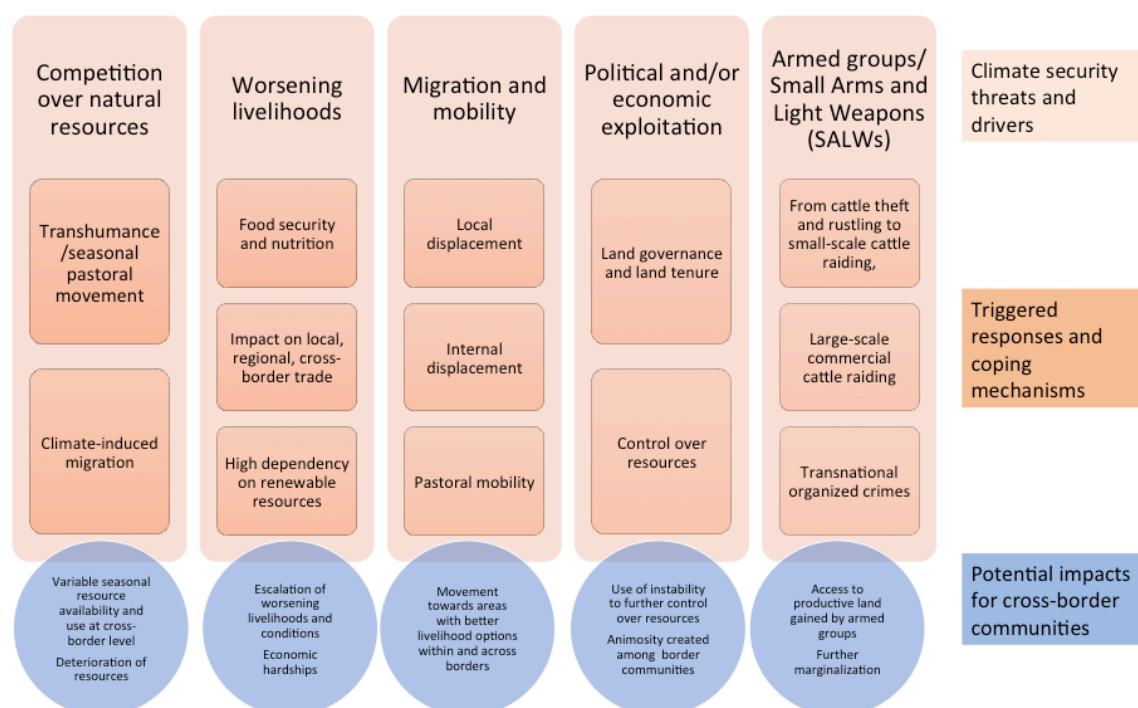 Competition
over natural
resources
Transhumance
/seasonal
pastoral
movement
Climate-induced
migration
Variable seasonal
resource
availability and
use at cross-
border level
Deterioration of
resources
Worsening
livelihoods
Food security
and nutrition
Impact on local,
regional, cross-
border trade
High dependency
on renewable
resources
Escalation of
worsening
livelihoods and
conditions
Economic
hardships
Migration and
mobility
Local
displacement
Internal
displacement
Pastoral mobility
Movement
towards areas
with better
livelihood options
within and across
borders
Political and/or
economic
exploitation
Land governance
and land tenure
Control over
resources
Use of instability
to further control
over resources
Animosity created
among border
communities
Armed groups/
Small Arms and
Light Weapons
(SALWs)
From cattle theft
and rustling to
small-scale cattle
raiding,
Large-scale
commercial
cattle raiding
Transnational
organized crimes
Access to
productive land
gained by armed
groups
Further
marginalization
Climate security
threats and
drivers
Triggered
responses and
coping
mechanisms
Potential impacts
for cross-border
communities